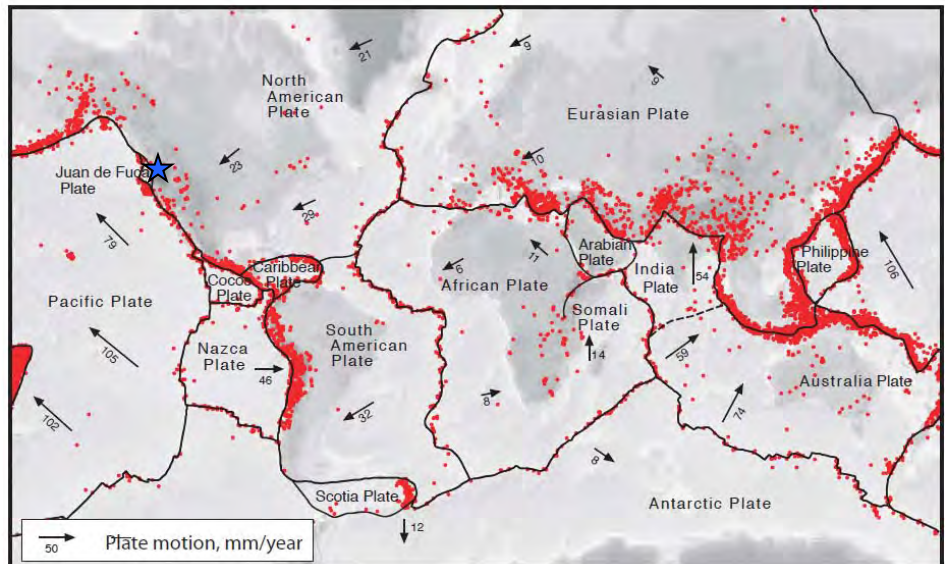 21
9
North
American
Plate
9
Eurasian Plate
10
Juan de Fuca
Plate
23
23
79
Arabian
Plate
Philippine
Plate
Caribbean
Plate
Cocos
Plate
6
11
African Plate
India
Plate
54
106
Pacific Plate
Somali
Plate
South
American
Plate
Nazca
Plate
105
14
59
46
Australia Plate
102
32
8
74
8
Scotia Plate
Antarctic Plate
12
50
Plate motion, mm/year